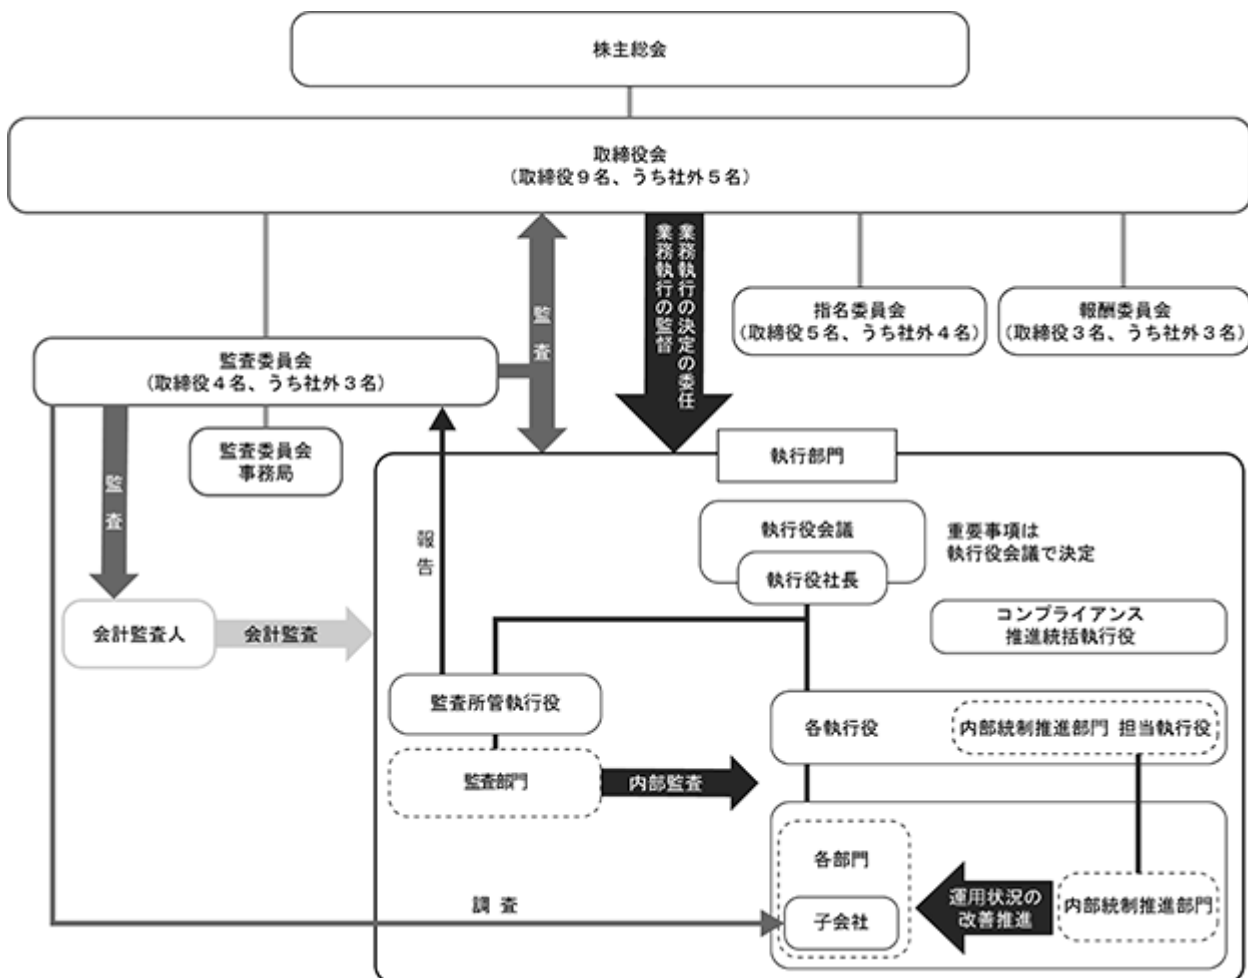 株主総会
取締役会
（取締役９名、うち社外５名）
監査
業務執行の決定の委任
業務執行の監督
指名委員会
（取締役５名、うち社外４名）
報酬委員会
（取締役３名、うち社外３名）
監査委員会
（取締役４名、うち社外３名）
監査委員会
事務局
監査
執行部門
報告
執行役会議
執行役社長
重要事項は
執行役会議で決定
会計監査人
会計監査
コンプライアンス
推進統括執行役
監査所管執行役
各執行役
内部統制推進部門 担当執行役
監査部門
内部監査
各部門
子会社
運用状況の
改善推進
内部統制推進部門
調査